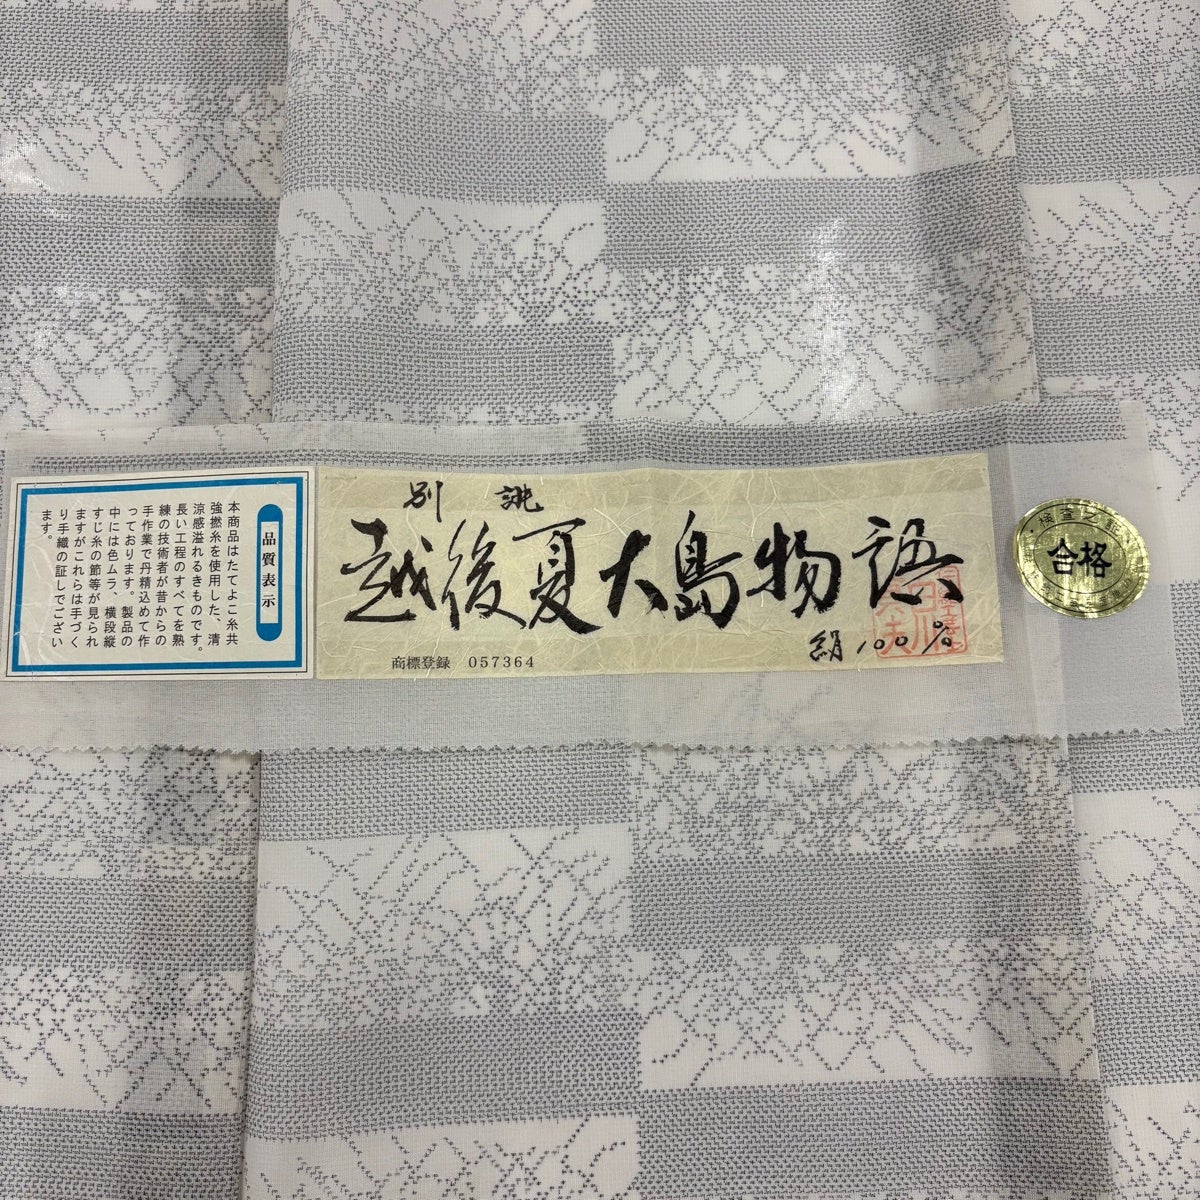 別誂
越後夏大島物語
絹100%
商標登録 057364
合格
品質表示
本商品はたてよこ糸共
強撚糸を使用した、清
涼感溢れるきものです。
長い工程のすべてを熟
練の技術者が昔からの
手作業で丹精込めて作
っております。製品の
中には色ムラ、横段縦
すじ糸の節等が見られ
ますがこれらは手づく
り手織の証しでござい
ます。